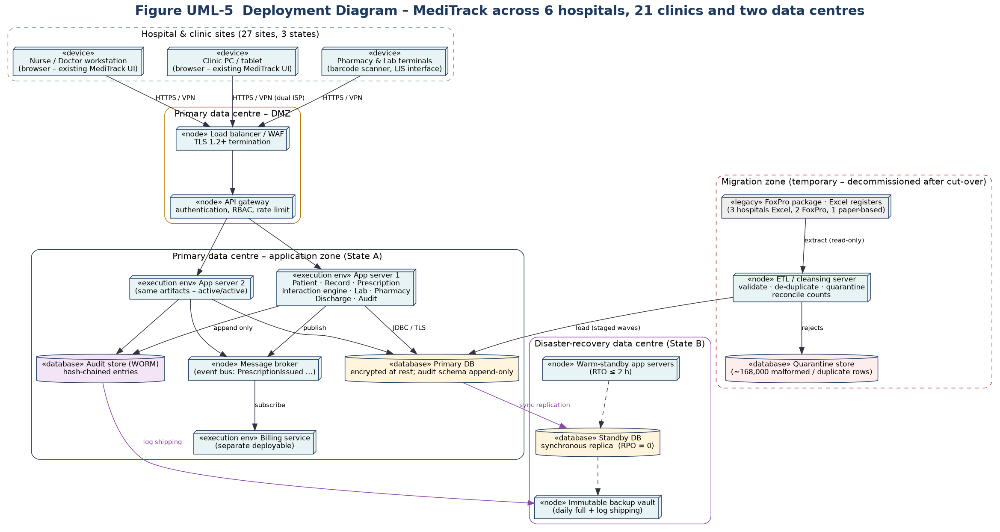 Figure UML-5  Deployment Diagram – MediTrack across 6 hospitals, 21 clinics and two data centres
Hospital & clinic sites (27 sites, 3 states)
«device»
Nurse / Doctor workstation
(browser – existing MediTrack UI)
«device»
Clinic PC / tablet
(browser – existing MediTrack UI)
«device»
Pharmacy & Lab terminals
(barcode scanner, LIS interface)
HTTPS / VPN
HTTPS / VPN (dual ISP)
HTTPS / VPN
Primary data centre – DMZ
«node» Load balancer / WAF
TLS 1.2+ termination
«node» API gateway
authentication, RBAC, rate limit
Migration zone (temporary – decommissioned after cut-over)
«legacy» FoxPro package · Excel registers
(3 hospitals Excel, 2 FoxPro, 1 paper-based)
extract (read-only)
Primary data centre – application zone (State A)
«execution env» App server 2
(same artifacts – active/active)
«execution env» App server 1
Patient · Record · Prescription
Interaction engine · Lab · Pharmacy
Discharge · Audit
«node» ETL / cleansing server
validate · de-duplicate · quarantine
reconcile counts
append only
publish
JDBC / TLS
load (staged waves)
rejects
«database» Audit store (WORM)
hash-chained entries
«node» Message broker
(event bus: PrescriptionIssued …)
«database» Primary DB
encrypted at rest; audit schema append-only
Disaster-recovery data centre (State B)
«node» Warm-standby app servers
(RTO ≤ 2 h)
«database» Quarantine store
(~168,000 malformed / duplicate rows)
subscribe
sync replication
log shipping
«execution env» Billing service
(separate deployable)
«database» Standby DB
synchronous replica  (RPO = 0)
«node» Immutable backup vault
(daily full + log shipping)